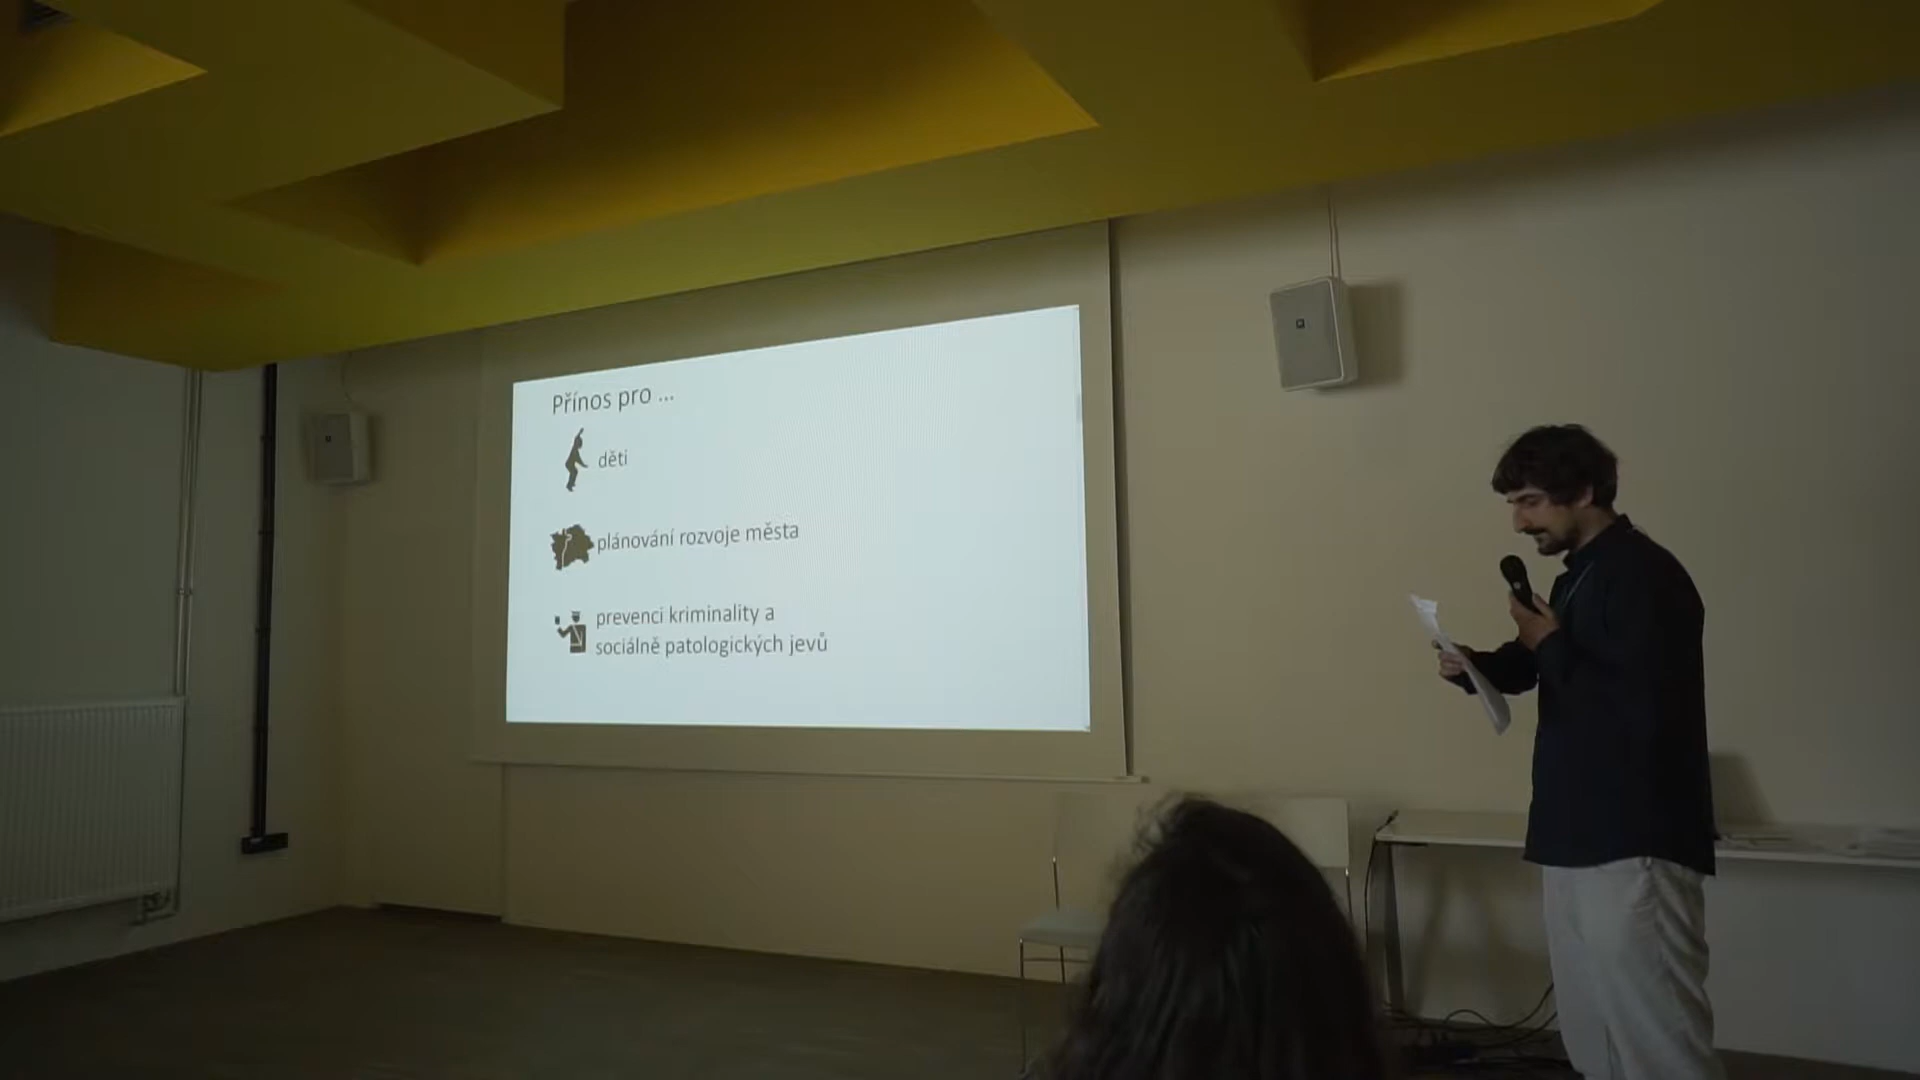 Přínos pro ...
děti
plánování rozvoje města
prevenci kriminality a
sociálně patologických jevů